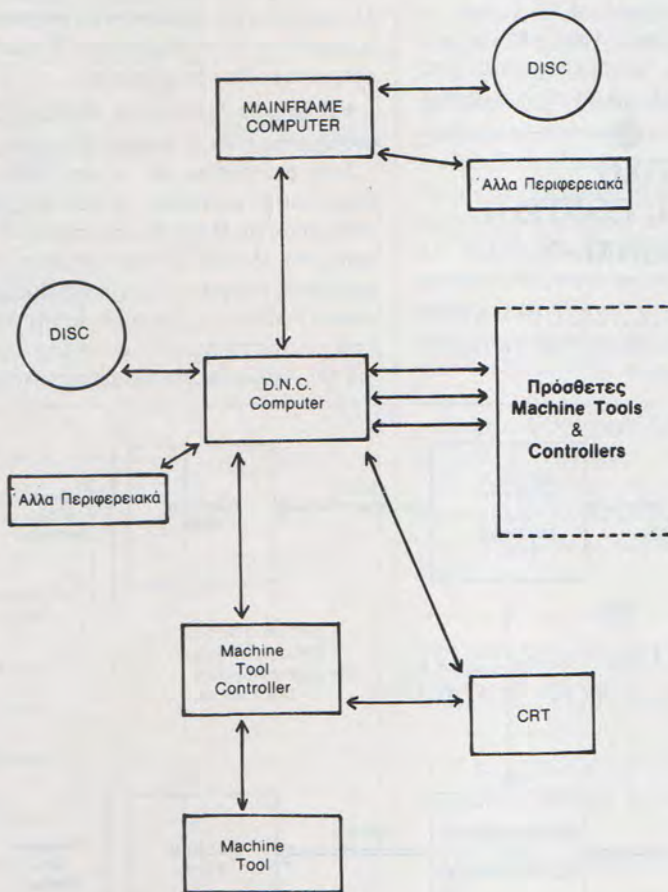 DISC
MAINFRAME
COMPUTER
Άλλα Περιφερειακά
DISC
D.N.C.
Computer
Πρόσθετες
Machine Tools
&
Controllers
Άλλα Περιφερειακά
Machine
Tool
Controller
CRT
Machine
Tool